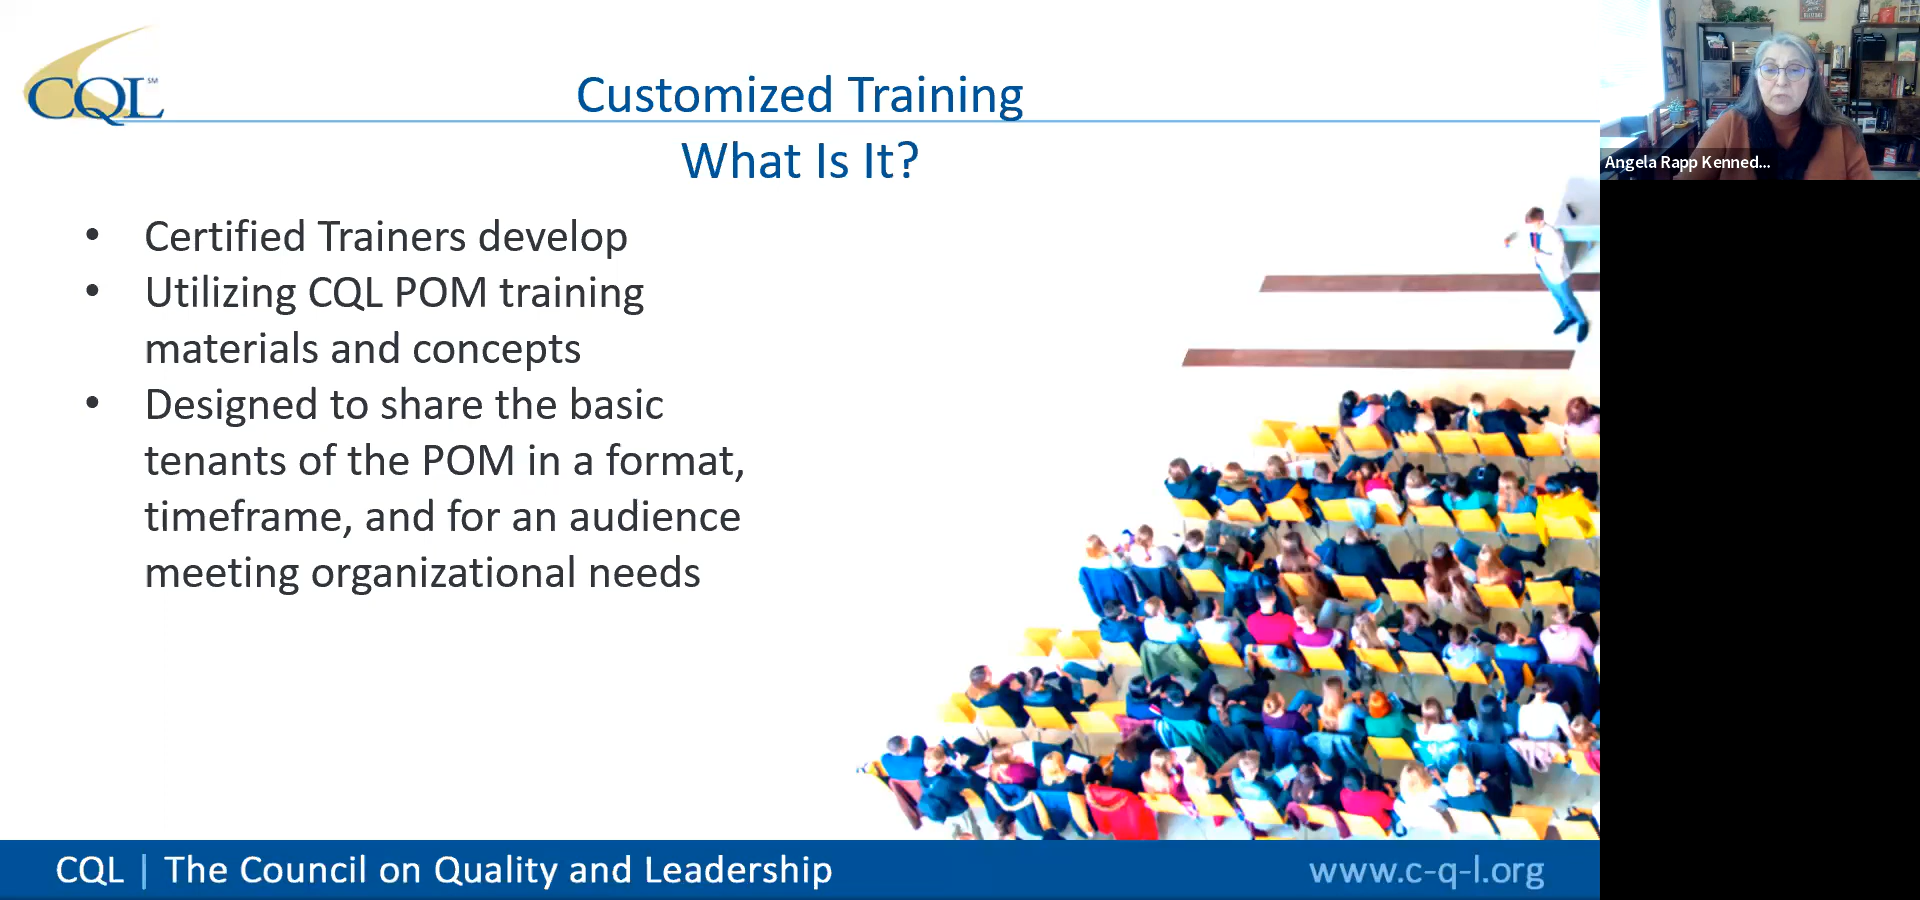 CQL SM
Customized Training
What Is It?
• Certified Trainers develop
• Utilizing CQL POM training
materials and concepts
• Designed to share the basic
tenants of the POM in a format,
timeframe, and for an audience
meeting organizational needs
Angela Rapp Kenned...
CQL | The Council on Quality and Leadership
www.c-q-l.org